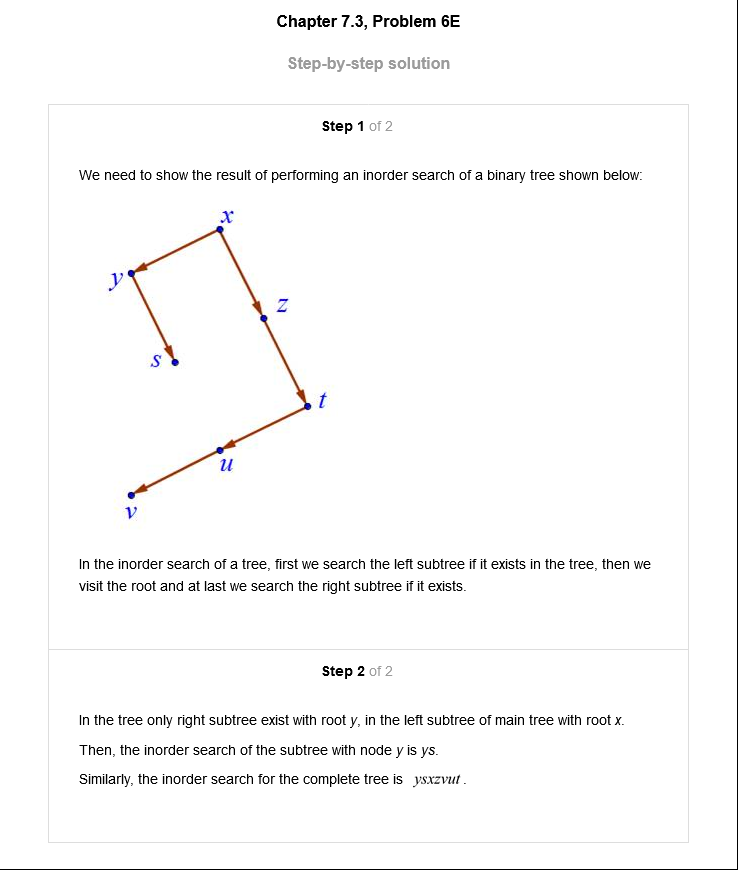 Chapter 7.3, Problem 6E
Step-by-step solution
Step 1 of 2
We need to show the result of performing an inorder search of a binary tree shown below:
x
y
z
s
t
u
v
In the inorder search of a tree, first we search the left subtree if it exists in the tree, then we
visit the root and at last we search the right subtree if it exists.
Step 2 of 2
In the tree only right subtree exist with root y, in the left subtree of main tree with root x.
Then, the inorder search of the subtree with node y is ys.
Similarly, the inorder search for the complete tree is ysxzvut .